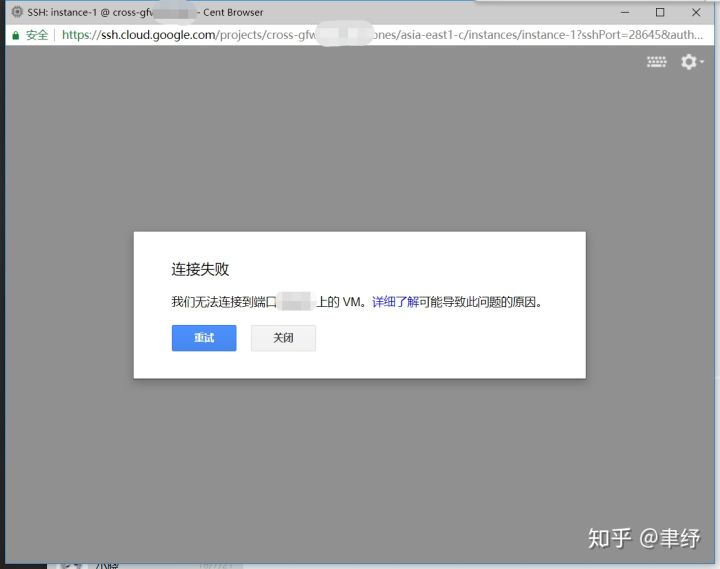 SSH: instance-1 @ cross-gfw - Cent Browser
安全 https://ssh.cloud.google.com/projects/cross-gfw ones/asia-east1-c/instances/instance-1?sshPort=28645&auth...
连接失败
我们无法连接到端口 上的 VM。详细了解可能导致此问题的原因。
重试 关闭
知乎 @聿纾